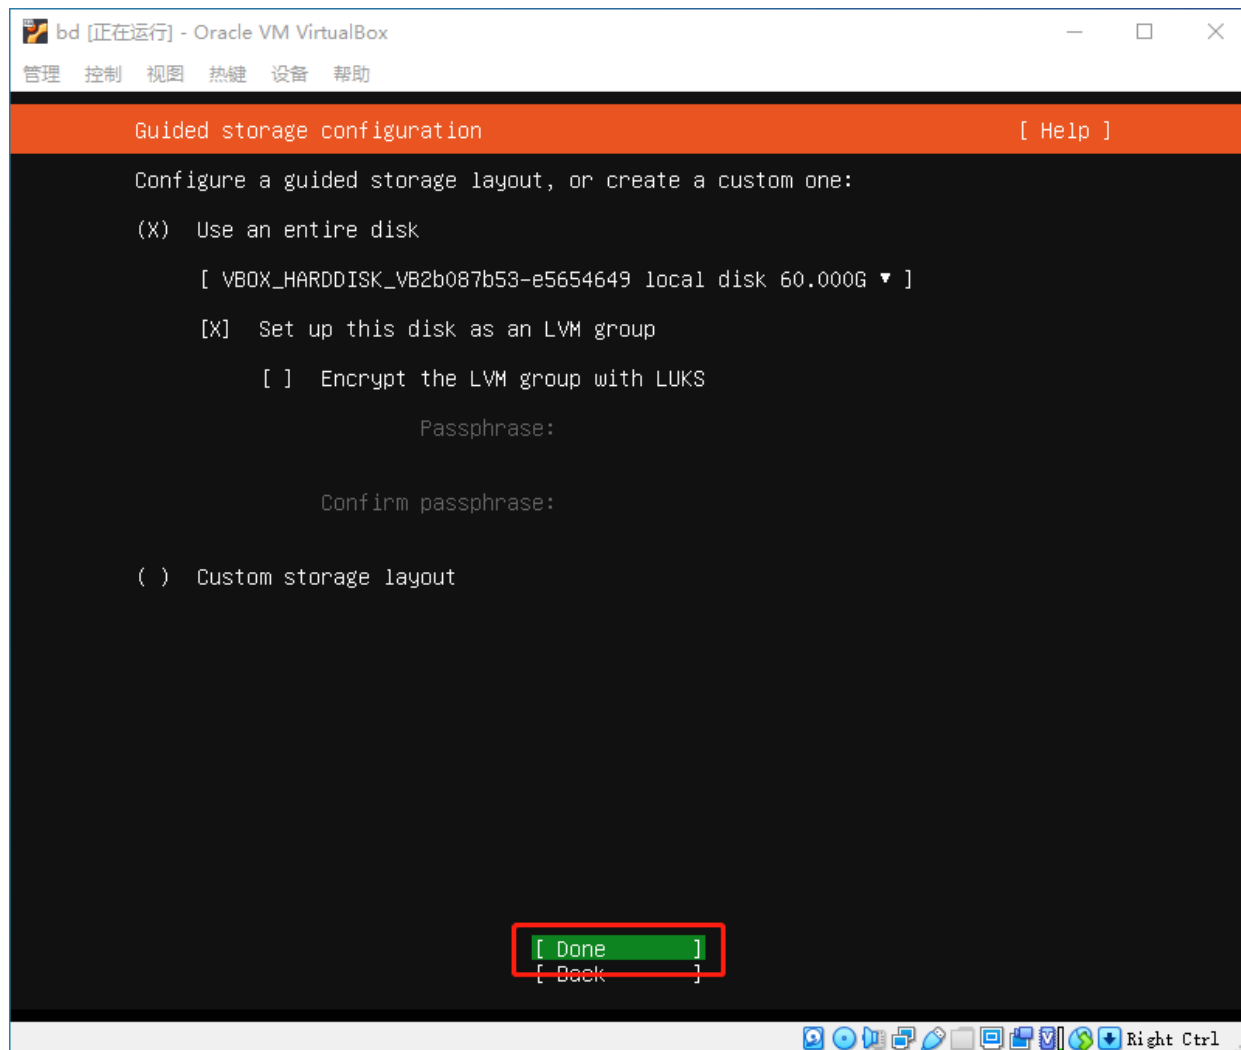 bd [正在运行] - Oracle VM VirtualBox
管理 控制 视图 热键 设备 帮助
Guided storage configuration [ Help ]
Configure a guided storage layout, or create a custom one:
(X) Use an entire disk
[ VBOX_HARDDISK_VB2b087b53-e5654649 local disk 60.000G ▾ ]
[X] Set up this disk as an LVM group
[ ] Encrypt the LVM group with LUKS
Passphrase:
Confirm passphrase:
( ) Custom storage layout
[ Done ]
[ Back ]
Right Ctrl